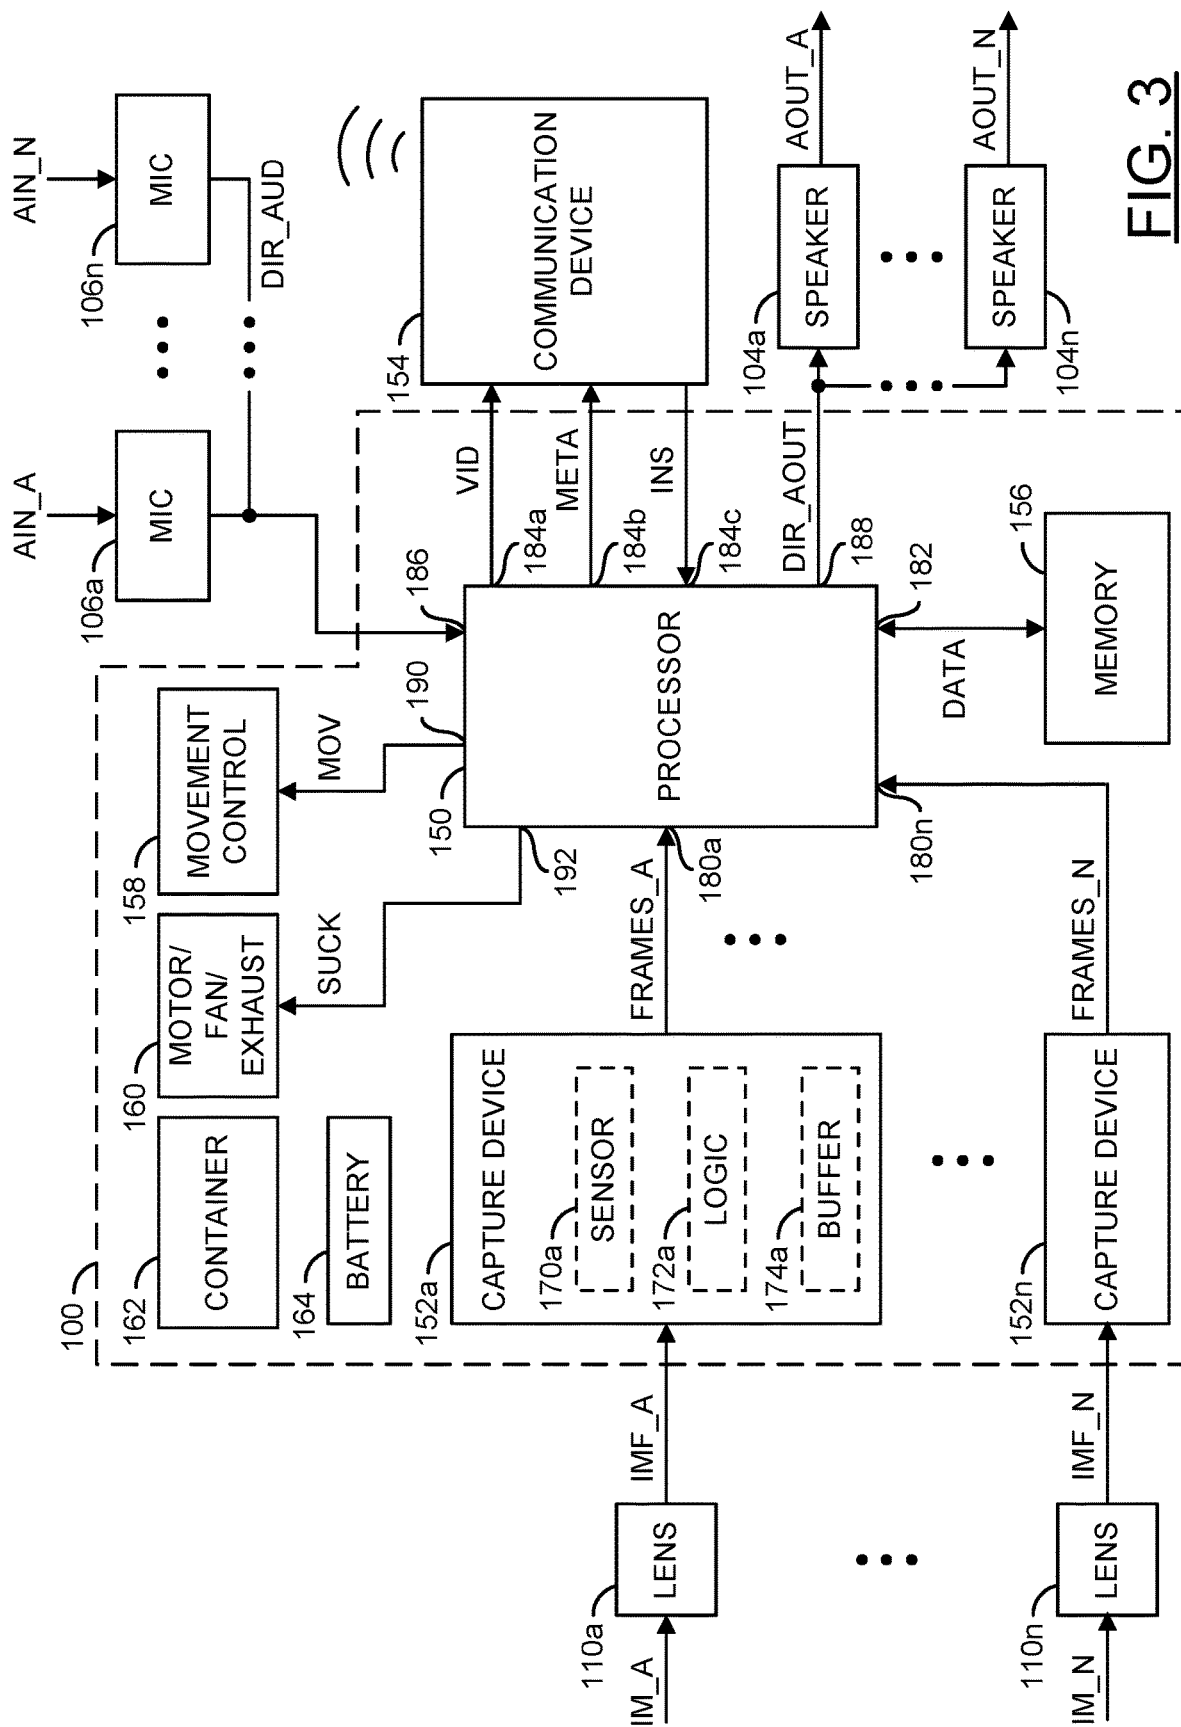 AIN_A
AIN_N
106a
MIC
106n
MIC
DIR_AUD
100
162
CONTAINER
160
MOTOR/
FAN/
EXHAUST
158
MOVEMENT
CONTROL
164
BATTERY
SUCK
MOV
192
150
190
186
152a
CAPTURE DEVICE
170a
SENSOR
172a
LOGIC
174a
BUFFER
FRAMES_A
180a
PROCESSOR
184a
VID
184b
META
184c
INS
154
COMMUNICATION
DEVICE
188
DIR_AOUT
104a
SPEAKER
AOUT_A
104n
SPEAKER
AOUT_N
IM_A
110a
LENS
IMF_A
180n
182
DATA
156
MEMORY
IM_N
110n
LENS
IMF_N
152n
CAPTURE DEVICE
FRAMES_N
FIG. 3